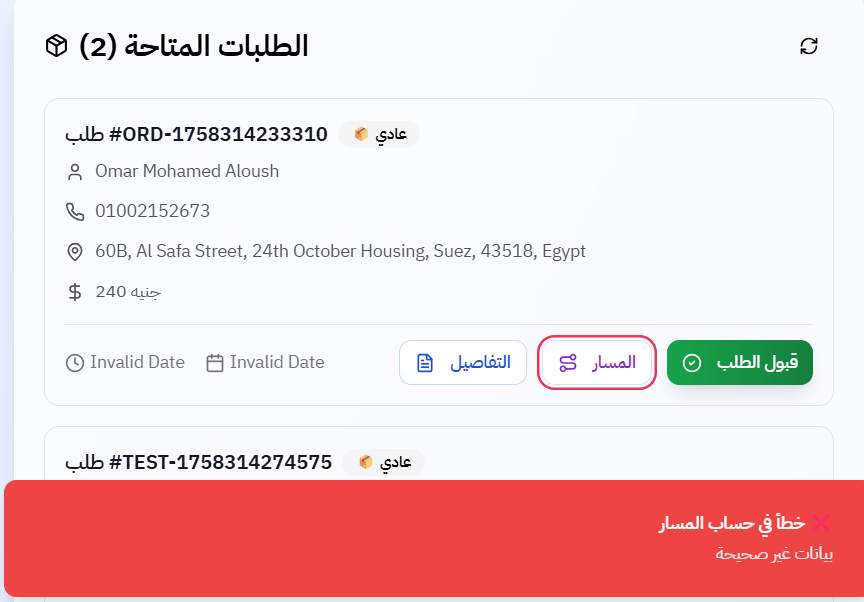 الطلبات المتاحة (2)
طلب #ORD-1758314233310
عادي
Omar Mohamed Aloush
01002152673
60B, Al Safa Street, 24th October Housing, Suez, 43518, Egypt
240 جنيه
Invalid Date
Invalid Date
التفاصيل
المسار
قبول الطلب
طلب #TEST-1758314274575
عادي
❌ خطأ في حساب المسار
بيانات غير صحيحة